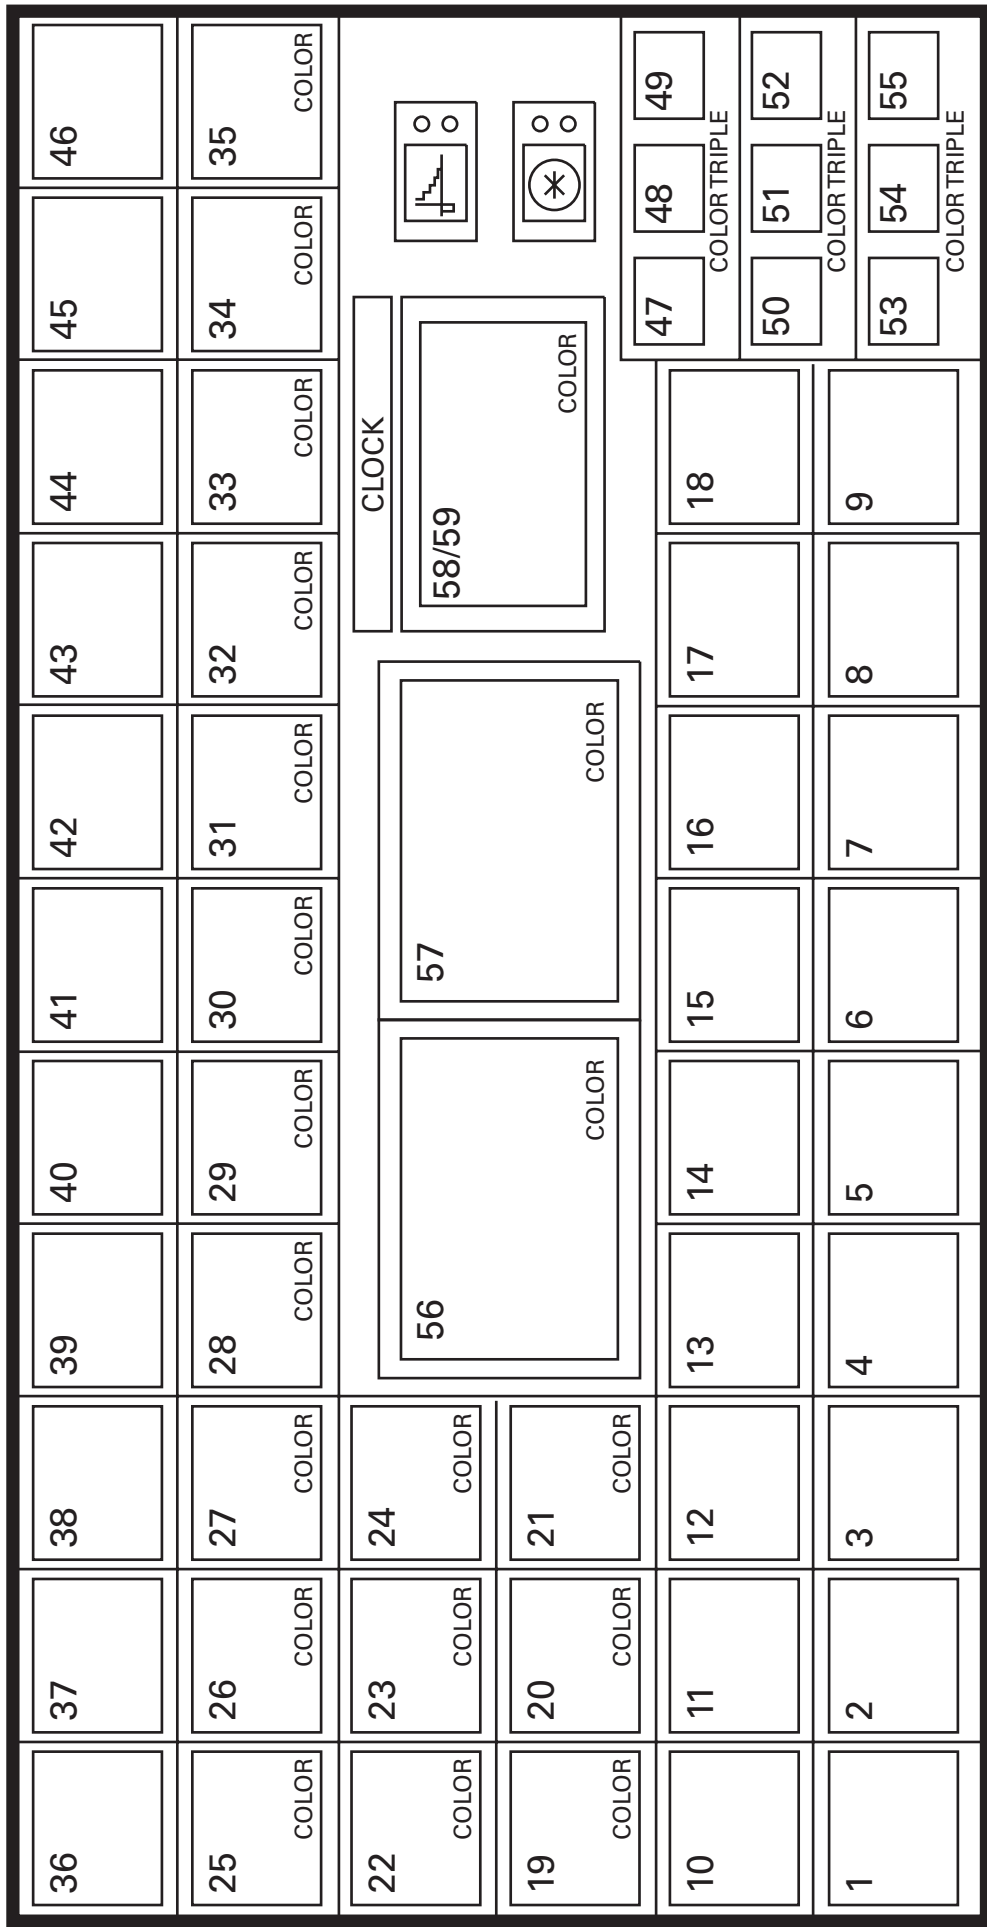 36 37 38 39 40 41 42 43 44 45 46
25 26 27 28 29 30 31 32 33 34 35
COLOR COLOR COLOR COLOR COLOR COLOR COLOR COLOR COLOR COLOR COLOR
22 23 24
COLOR COLOR COLOR
19 20 21
COLOR COLOR COLOR
56 57
COLOR COLOR
CLOCK
58/59
COLOR
47 48 49
COLOR TRIPLE
50 51 52
COLOR TRIPLE
53 54 55
COLOR TRIPLE
10 11 12 13 14 15 16 17 18
1 2 3 4 5 6 7 8 9